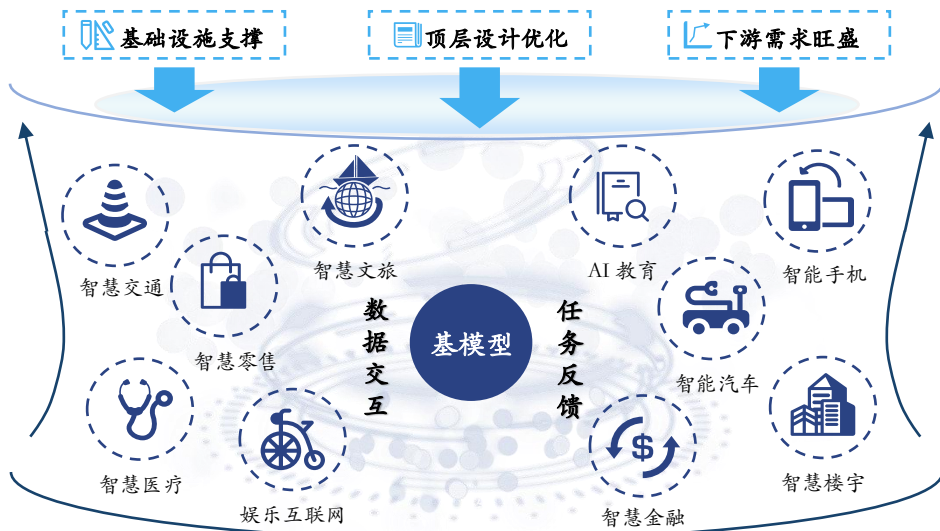 基础设施支撑
顶层设计优化
下游需求旺盛
智慧交通
智慧文旅
AI 教育
智能手机
智慧零售
数据交互
基模型
任务反馈
智能汽车
智慧医疗
娱乐互联网
智慧金融
智慧楼宇